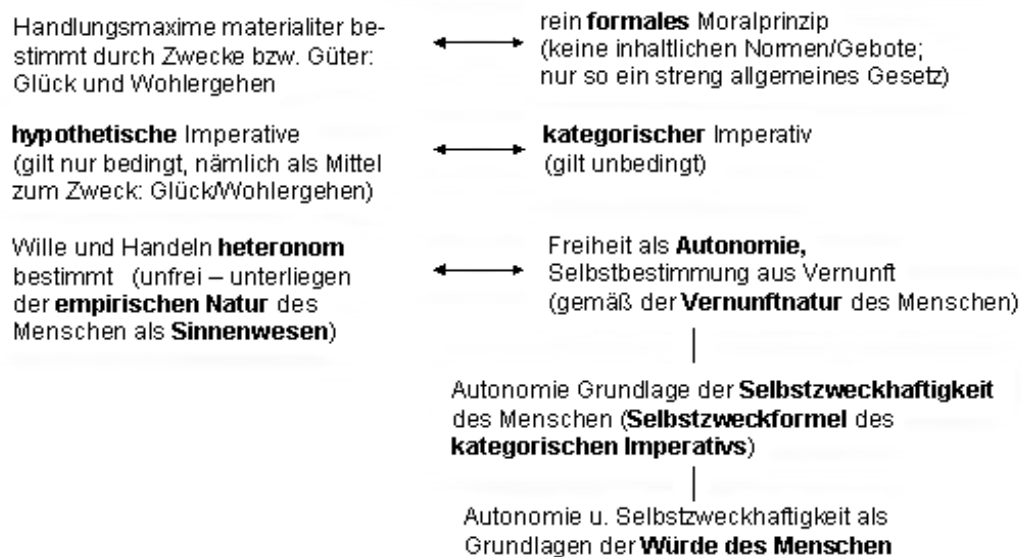 Handlungsmaxime materialiter be-
stimmt durch Zwecke bzw. Güter:
Glück und Wohlergehen
rein formales Moralprinzip
(keine inhaltlichen Normen/Gebote;
nur so ein streng allgemeines Gesetz)
hypothetische Imperative
(gilt nur bedingt, nämlich als Mittel
zum Zweck: Glück/Wohlergehen)
kategorischer Imperativ
(gilt unbedingt)
Wille und Handeln heteronom
bestimmt (unfrei – unterliegen
der empirischen Natur des
Menschen als Sinnenwesen)
Freiheit als Autonomie,
Selbstbestimmung aus Vernunft
(gemäß der Vernunftnatur des Menschen)
Autonomie Grundlage der Selbstzweckhaftigkeit
des Menschen (Selbstzweckformel des
kategorischen Imperativs)
Autonomie u. Selbstzweckhaftigkeit als
Grundlagen der Würde des Menschen